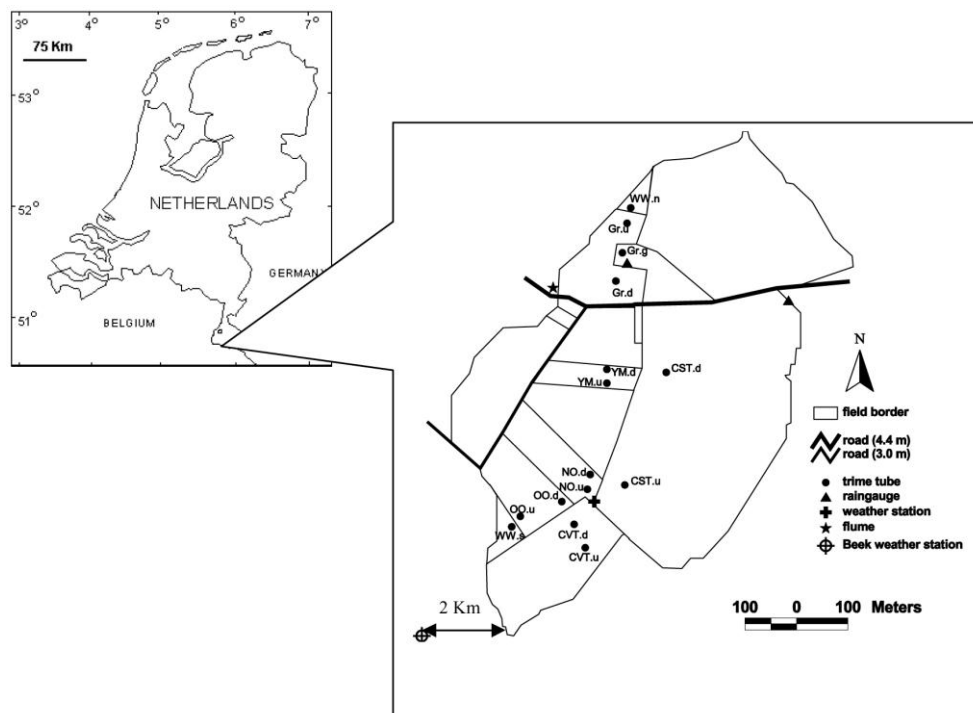 3° 4° 5° 6° 7°
75 Km
53°
52°
51°
NETHERLANDS
GERMANY
BELGIUM
WW.n
Gr.u
Gr.g
Gr.d
YM.d
YM.u
CST.d
NO.d
NO.u
CST.u
OO.d
OO.u
WW.s
CVT.d
CVT.u
2 Km
N
field border
road (4.4 m)
road (3.0 m)
trime tube
raingauge
weather station
flume
Beek weather station
100 0 100 Meters